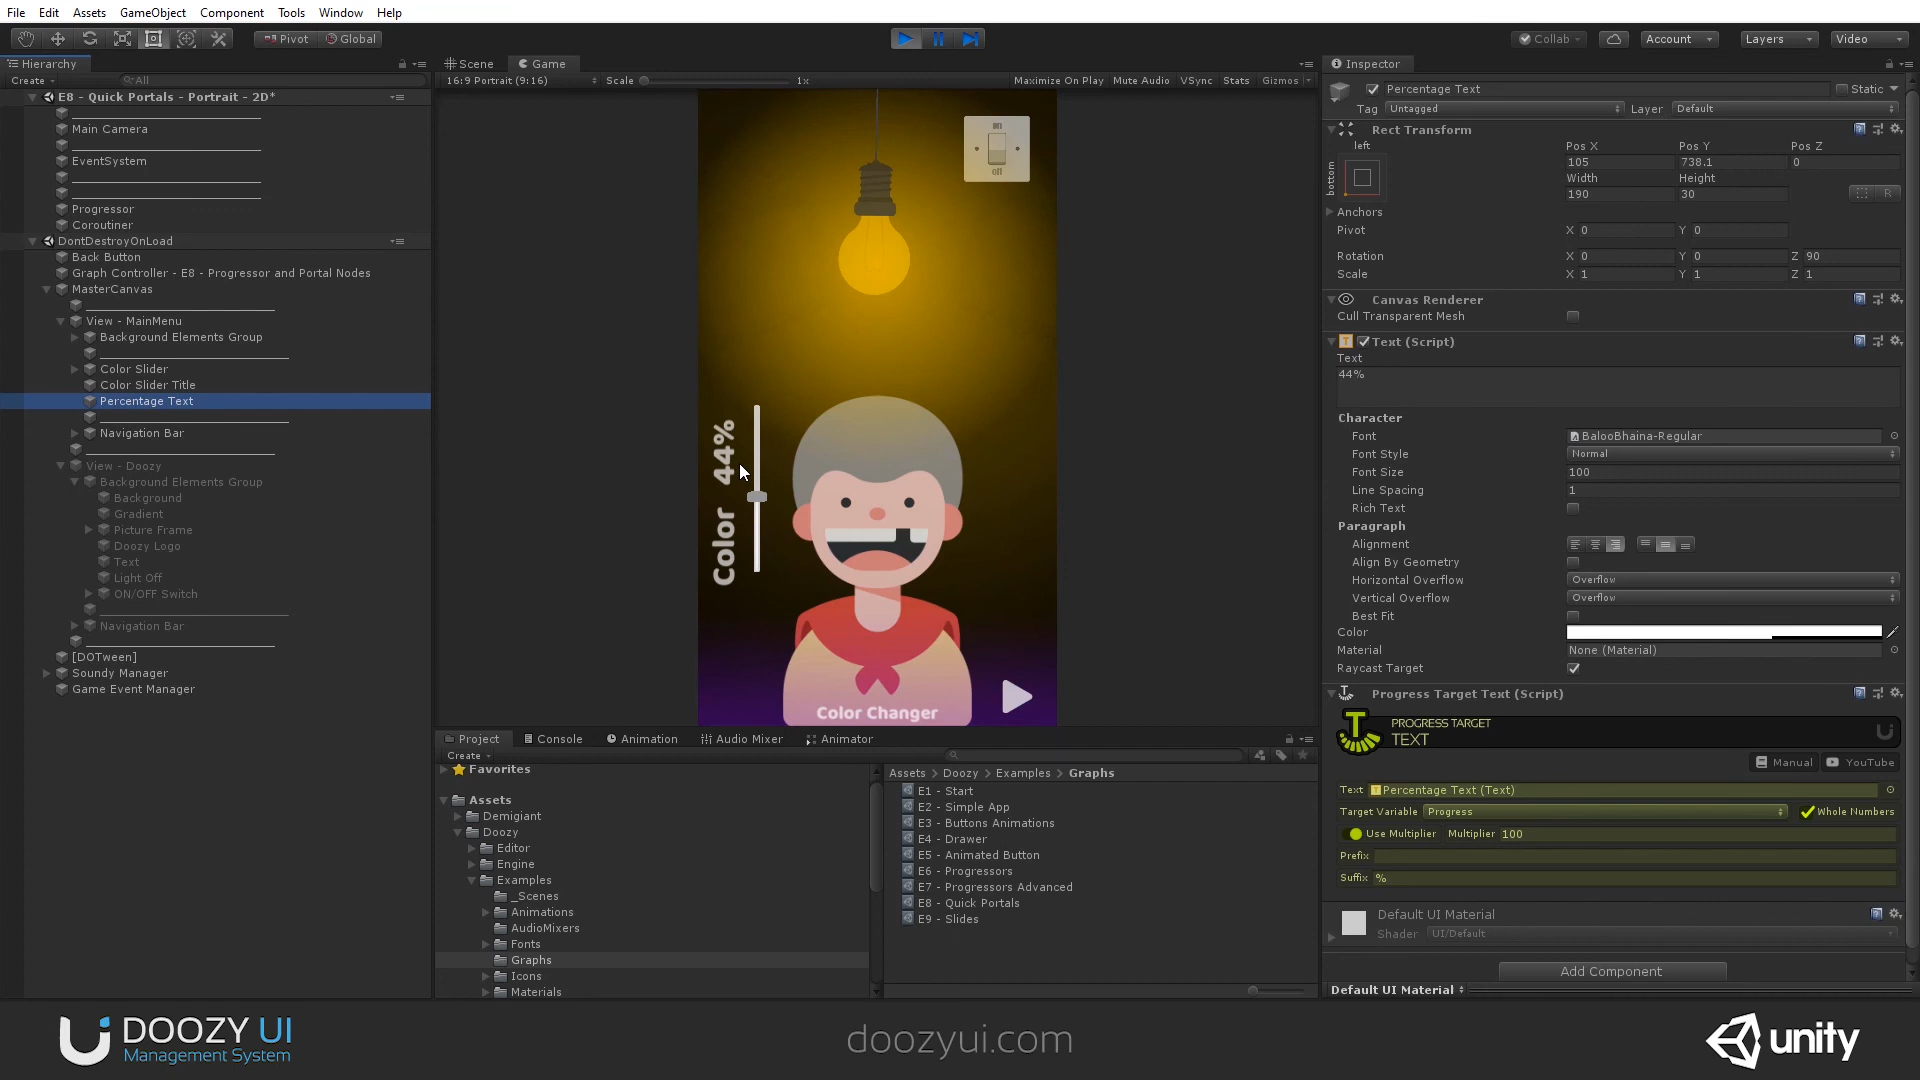 File Edit Assets GameObject Component Tools Window Help
Pivot Global Collab Account Layers Video
Hierarchy
Create All
E8 - Quick Portals - Portrait - 2D*
Main Camera
EventSystem
Progressor
Coroutiner
DontDestroyOnLoad
Back Button
Graph Controller - E8 - Progressor and Portal Nodes
MasterCanvas
View - MainMenu
Background Elements Group
Color Slider
Color Slider Title
Percentage Text
Navigation Bar
View - Doozy
Background Elements Group
Background
Gradient
Picture Frame
Doozy Logo
Text
Light Off
ON/OFF Switch
Navigation Bar
[DOTween]
Soundy Manager
Game Event Manager
Scene Game
16:9 Portrait (9:16) Scale 1x Maximize On Play Mute Audio VSync Stats Gizmos
on
off
Color 44%
Color Changer
Project Console Animation Audio Mixer Animator
Create
Favorites
Assets
Demigiant
Doozy
Editor
Engine
Examples
_Scenes
Animations
AudioMixers
Fonts
Graphs
Icons
Materials
Assets > Doozy > Examples > Graphs
E1 - Start
E2 - Simple App
E3 - Buttons Animations
E4 - Drawer
E5 - Animated Button
E6 - Progressors
E7 - Progressors Advanced
E8 - Quick Portals
E9 - Slides
Inspector
Percentage Text Static
Tag Untagged Layer Default
Rect Transform
left Pos X Pos Y Pos Z
bottom 105 738.1 0
Width Height
190 30 R
Anchors
Pivot X 0 Y 0
Rotation X 0 Y 0 Z 90
Scale X 1 Y 1 Z 1
Canvas Renderer
Cull Transparent Mesh
Text (Script)
Text
44%
Character
Font BalooBhaina-Regular
Font Style Normal
Font Size 100
Line Spacing 1
Rich Text
Paragraph
Alignment
Align By Geometry
Horizontal Overflow Overflow
Vertical Overflow Overflow
Best Fit
Color
Material None (Material)
Raycast Target
Progress Target Text (Script)
PROGRESS TARGET
TEXT
Manual YouTube
Text Percentage Text (Text)
Target Variable Progress Whole Numbers
Use Multiplier Multiplier 100
Prefix
Suffix %
Default UI Material
Shader UI/Default
Add Component
Default UI Material
DOOZY UI
Management System
doozyui.com
unity